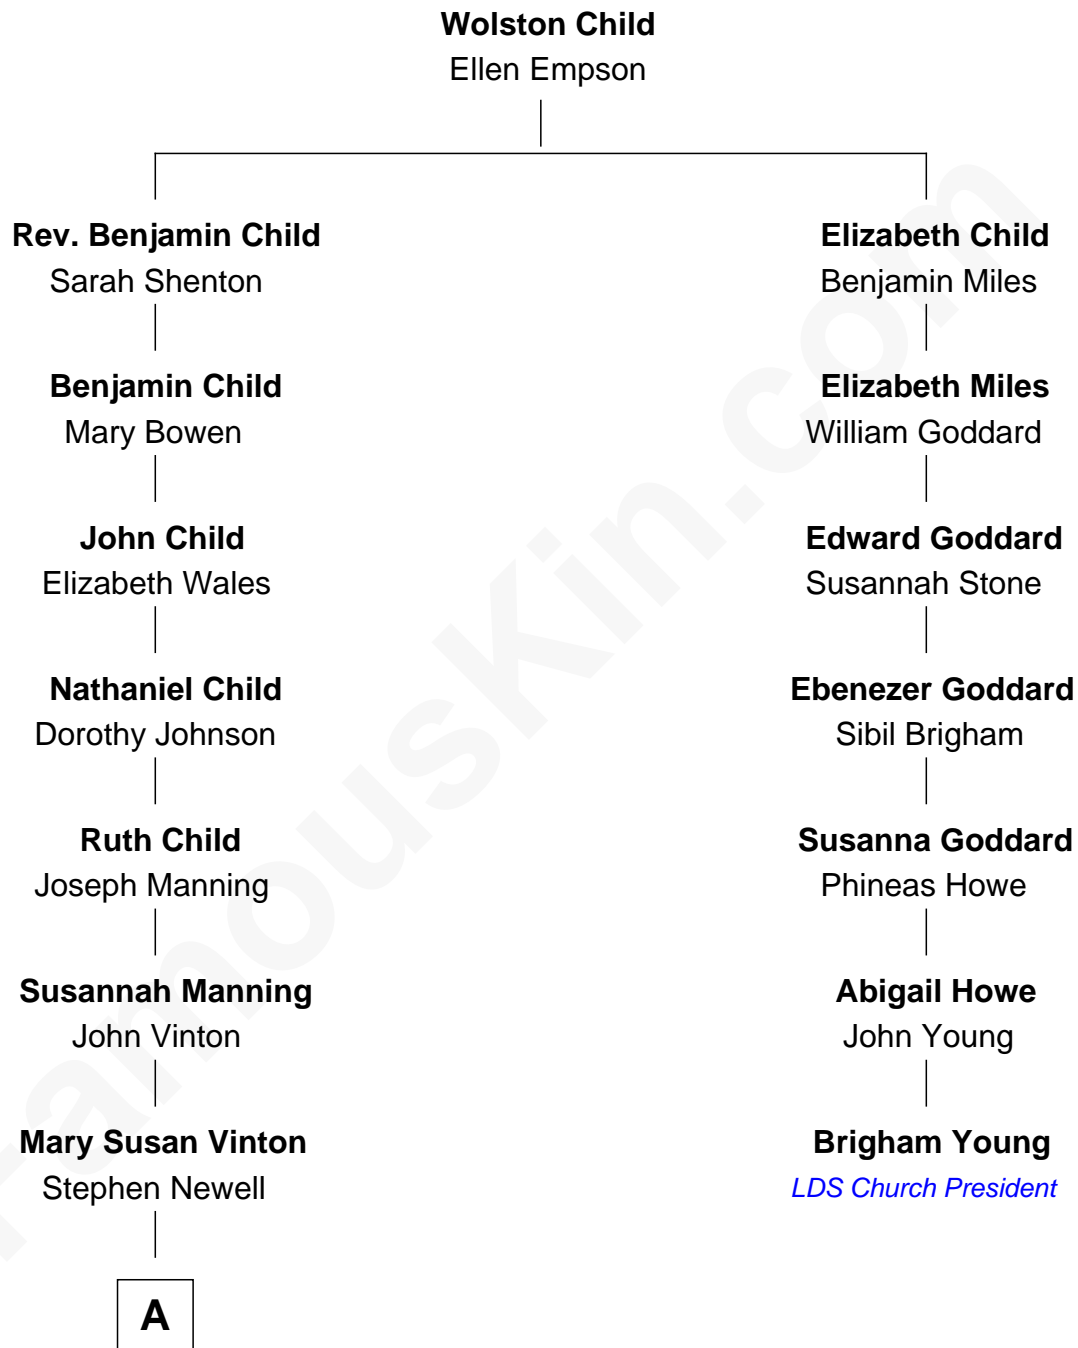 Wolston Child
Ellen Empson
Rev. Benjamin Child
Sarah Shenton
Elizabeth Child
Benjamin Miles
Benjamin Child
Mary Bowen
Elizabeth Miles
William Goddard
John Child
Elizabeth Wales
Edward Goddard
Susannah Stone
Nathaniel Child
Dorothy Johnson
Ebenezer Goddard
Sibil Brigham
Ruth Child
Joseph Manning
Susanna Goddard
Phineas Howe
Susannah Manning
John Vinton
Abigail Howe
John Young
Mary Susan Vinton
Stephen Newell
Brigham Young
LDS Church President
A
FamousKin.com